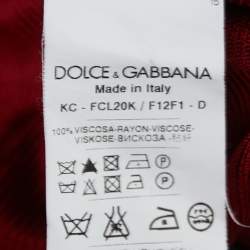 DOLCE & GABBANA
Made in Italy
KC - FCL20K / F12F1 - D
100% VISCOSA-RAYON-VISCOSE-
VISKOSE-ВИСКОЗА -